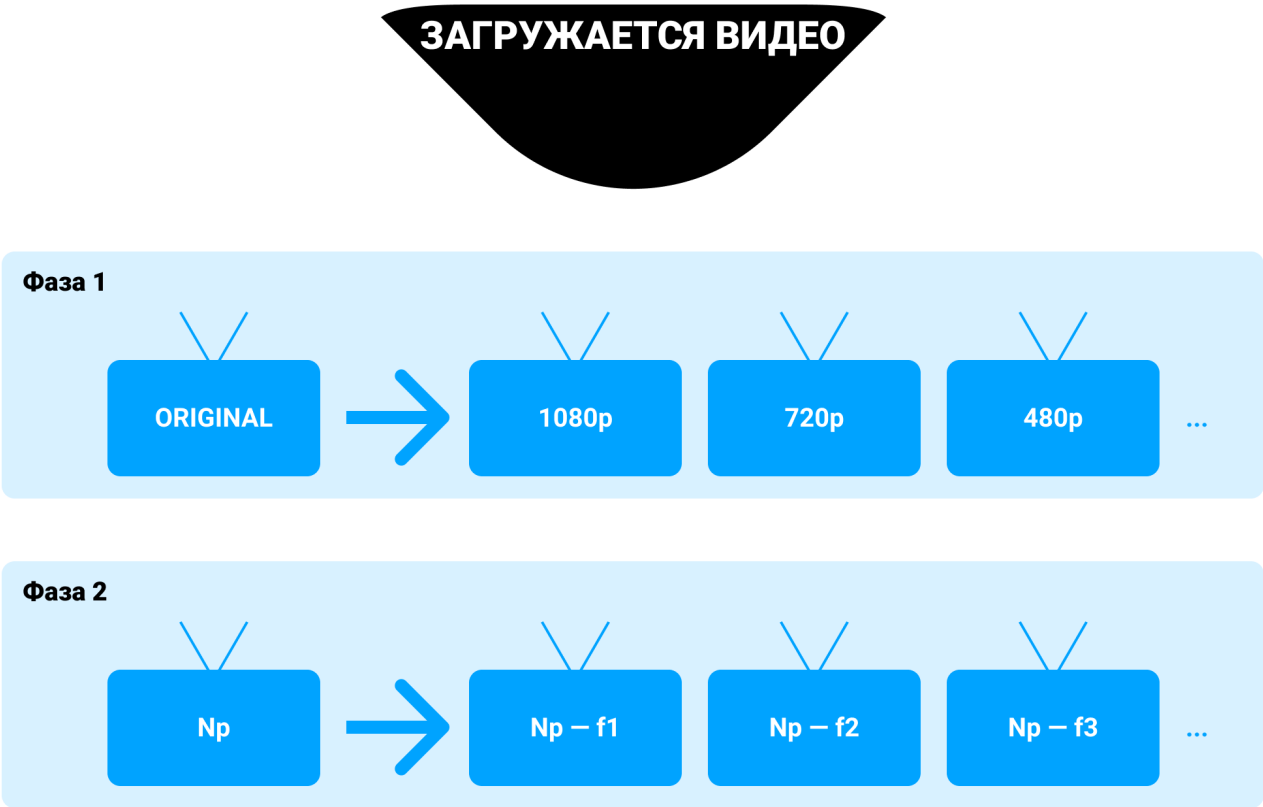 ЗАГРУЖАЕТСЯ ВИДЕО
Фаза 1
ORIGINAL
1080p
720p
480p
...
Фаза 2
Np
Np — f1
Np — f2
Np — f3
...